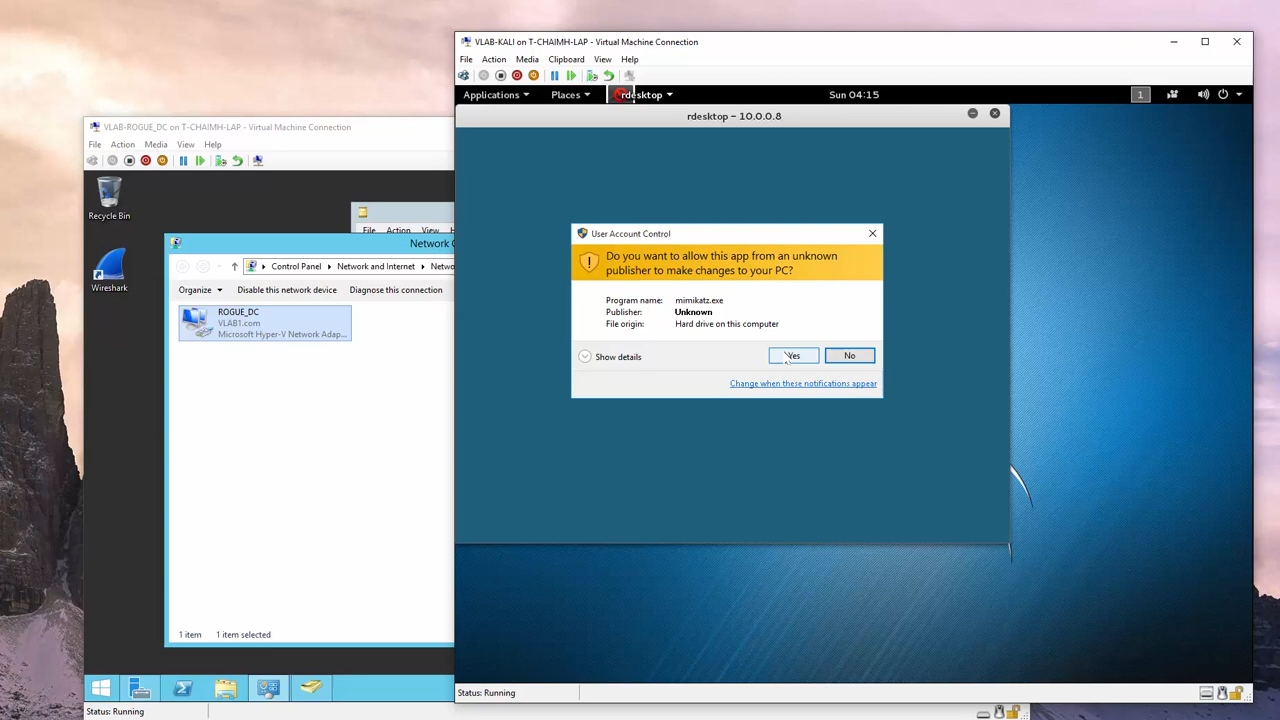 VLAB-KALI on T-CHAIMH-LAP - Virtual Machine Connection
File Action Media Clipboard View Help
Applications Places rdesktop Sun 04:15 1
rdesktop - 10.0.0.8
User Account Control
Do you want to allow this app from an unknown
publisher to make changes to your PC?
Program name: mimikatz.exe
Publisher: Unknown
File origin: Hard drive on this computer
Show details Yes No
Change when these notifications appear
Status: Running
VLAB-ROGUE_DC on T-CHAIMH-LAP - Virtual Machine Connection
File Action Media View Help
Recycle Bin
Wireshark
File Action View
Network
Control Panel Network and Internet
Organize Disable this network device Diagnose this connection
ROGUE_DC
VLAB1.com
Microsoft Hyper-V Network Adap...
1 item 1 item selected
Status: Running